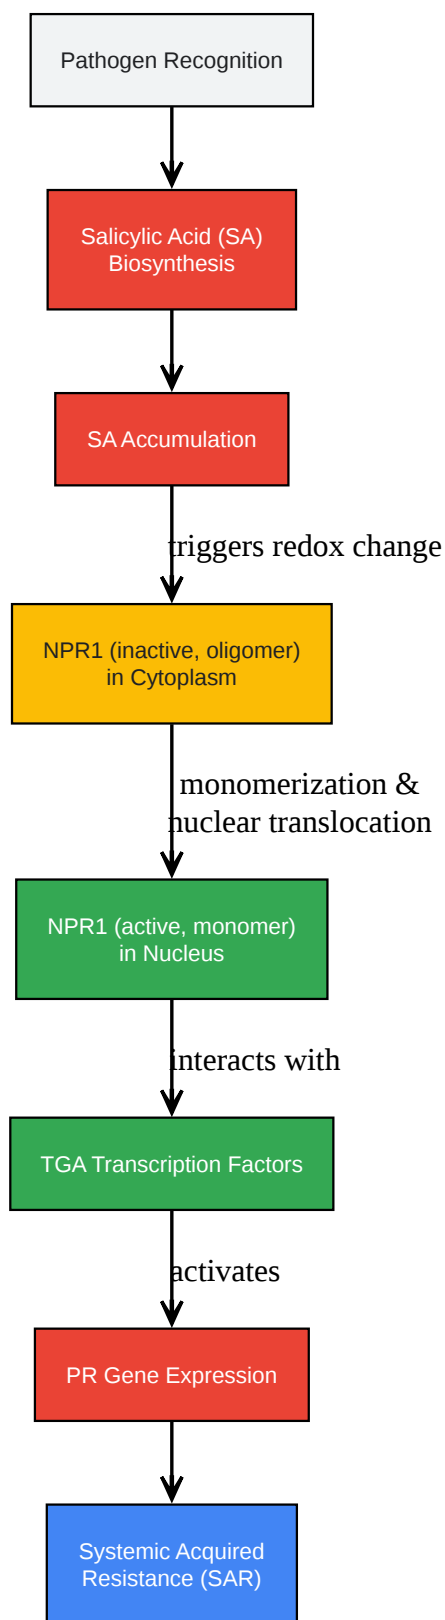 Pathogen Recognition
Salicylic Acid (SA)
Biosynthesis
SA Accumulation
triggers redox change
NPR1 (inactive, oligomer)
in Cytoplasm
monomerization &
nuclear translocation
NPR1 (active, monomer)
in Nucleus
interacts with
TGA Transcription Factors
activates
PR Gene Expression
Systemic Acquired
Resistance (SAR)